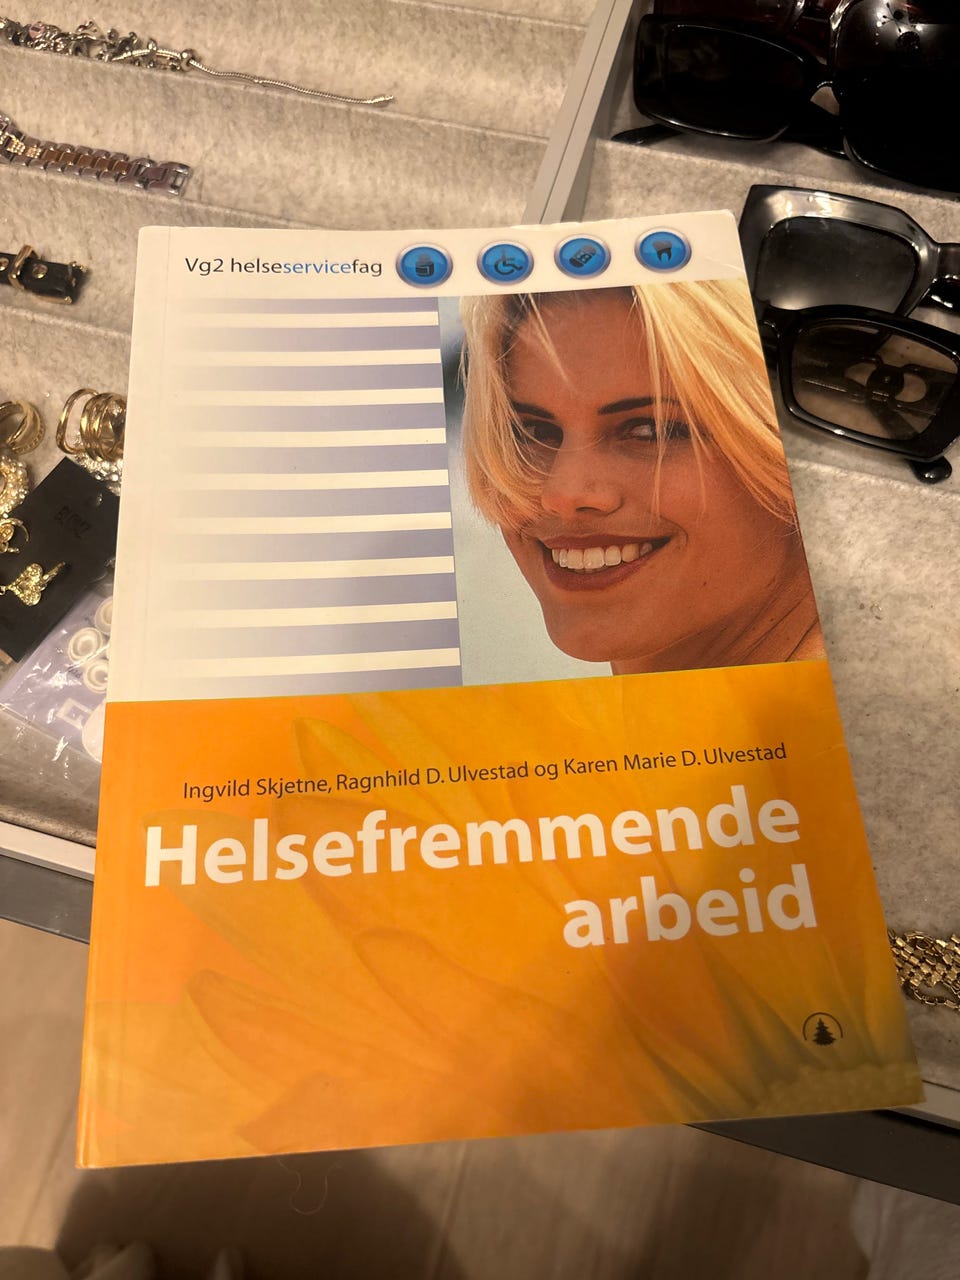 Vg2 helseservicefag
Ingvild Skjetne, Ragnhild D. Ulvestad og Karen Marie D. Ulvestad
Helsefremmende
arbeid